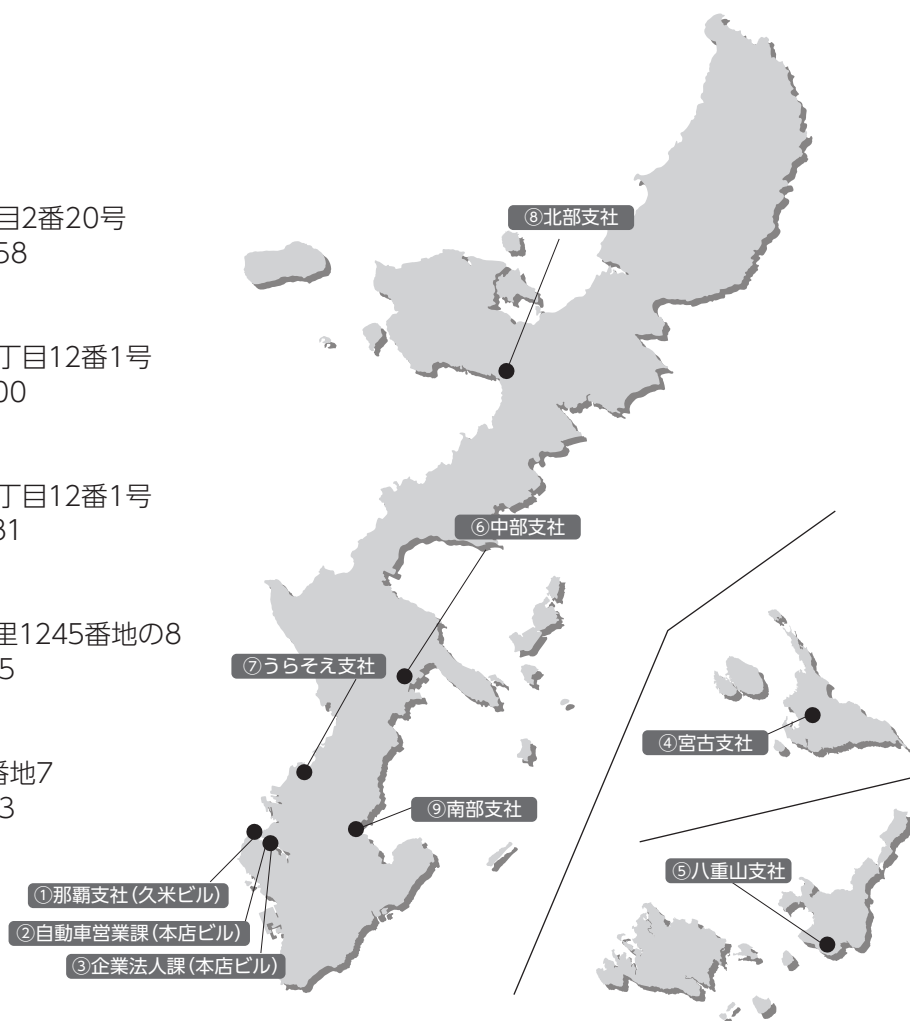 目2番20号
58
丁目12番1号
00
丁目12番1号
31
里1245番地の8
5
番地7
3
⑧北部支社
⑥中部支社
⑦うらそえ支社
④宮古支社
⑨南部支社
⑤八重山支社
①那覇支社(久米ビル)
②自動車営業課(本店ビル)
③企業法人課(本店ビル)